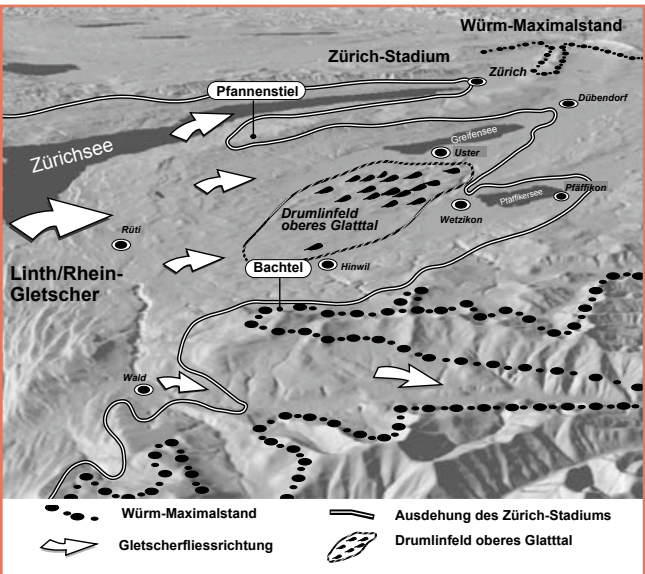 Würm-Maximalstand
Zürich-Stadium
Zürich
Pfannenstiel
Dübendorf
Greifensee
Uster
Zürichsee
Pfäffikon
Pfäffikersee
Drumlinfeld
oberes Glatttal
Wetzikon
Rüti
Hinwil
Bachtel
Linth/Rhein-
Gletscher
Wald
Würm-Maximalstand
Ausdehung des Zürich-Stadiums
Gletscherfliessrichtung
Drumlinfeld oberes Glatttal